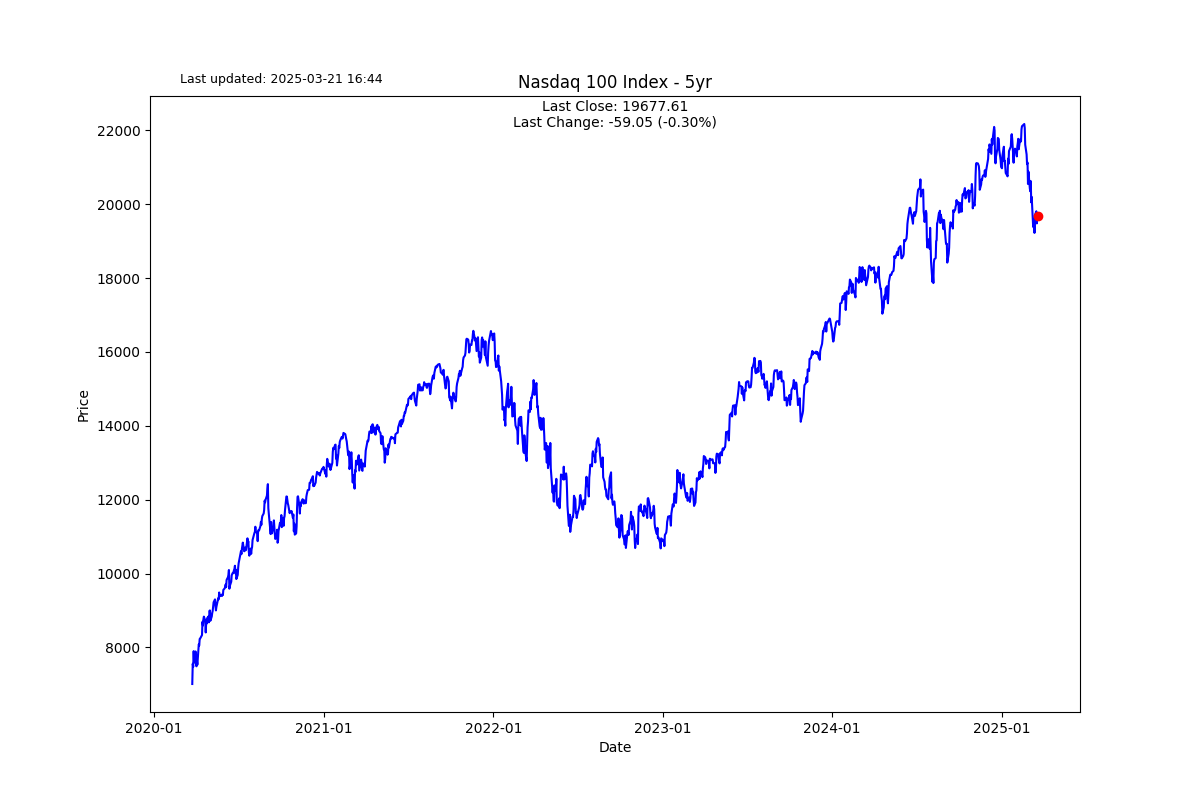 Last updated: 2025-03-21 16:44
Nasdaq 100 Index - 5yr
Last Close: 19677.61
Last Change: -59.05 (-0.30%)
22000
20000
18000
16000
14000
12000
10000
8000
Price
2020-01
2021-01
2022-01
2023-01
2024-01
2025-01
Date